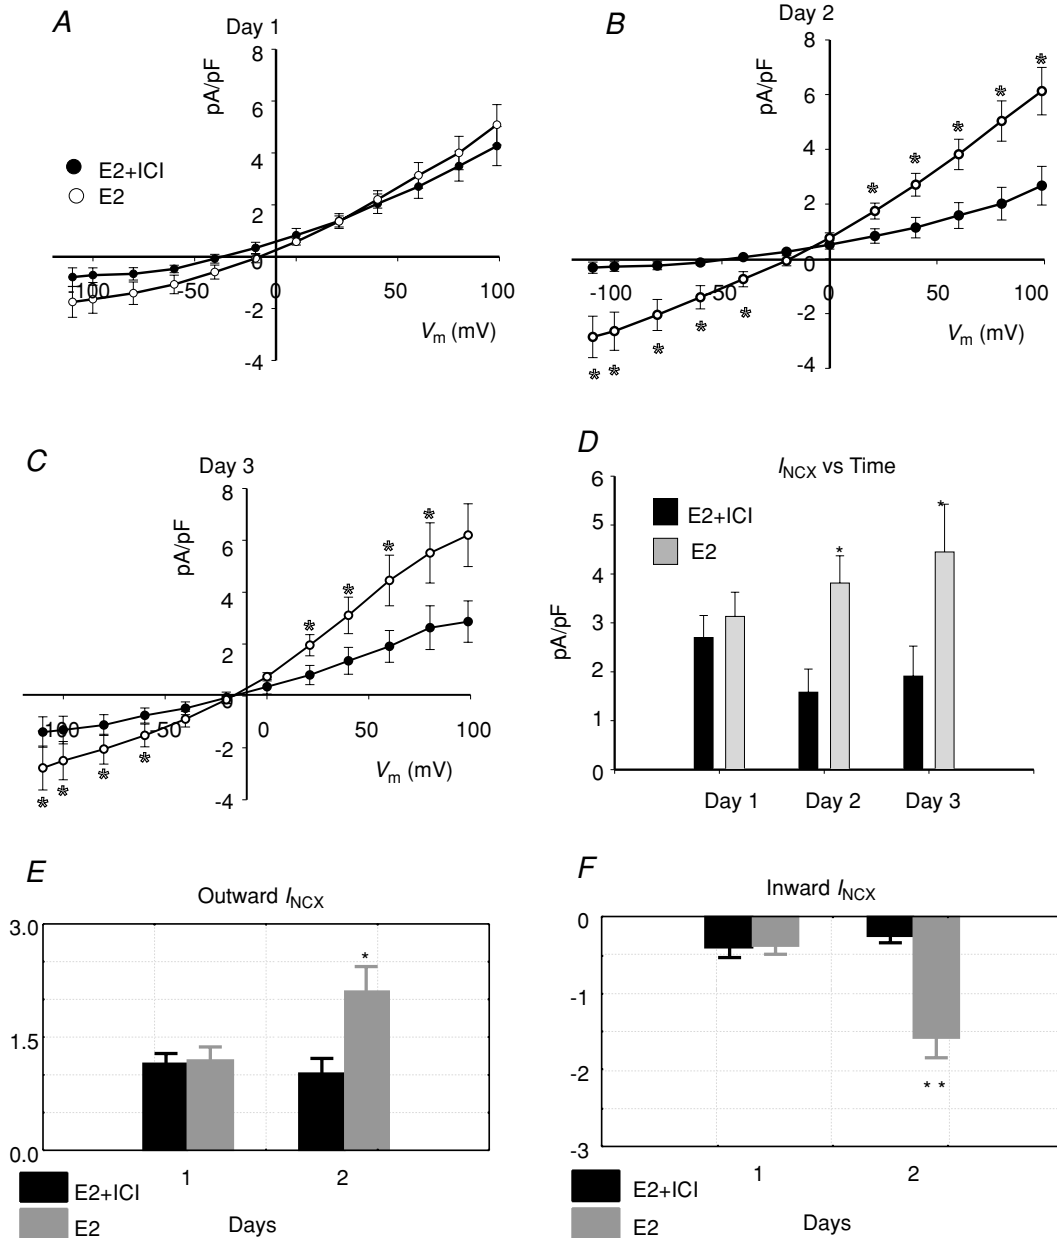 A
Day 1
8
6
4
2
-2
-4
pA/pF
E2+ICI
E2
-100
-50
0
50
100
Vm (mV)
B
Day 2
8
6
4
2
0
-2
-4
pA/pF
* * * * *
-100
-50
0
50
100
Vm (mV)
* * * * *
C
Day 3
8
6
4
2
-2
-4
pA/pF
* * * *
-100
-50
0
50
100
Vm (mV)
* * * *
D
INCX vs Time
6
5
4
3
2
1
0
pA/pF
E2+ICI
E2
* *
Day 1 Day 2 Day 3
E
Outward INCX
3.0
1.5
0.0
*
1 2
E2+ICI
E2
Days
F
Inward INCX
0
-1
-2
-3
* *
1 2
E2+ICI
E2
Days